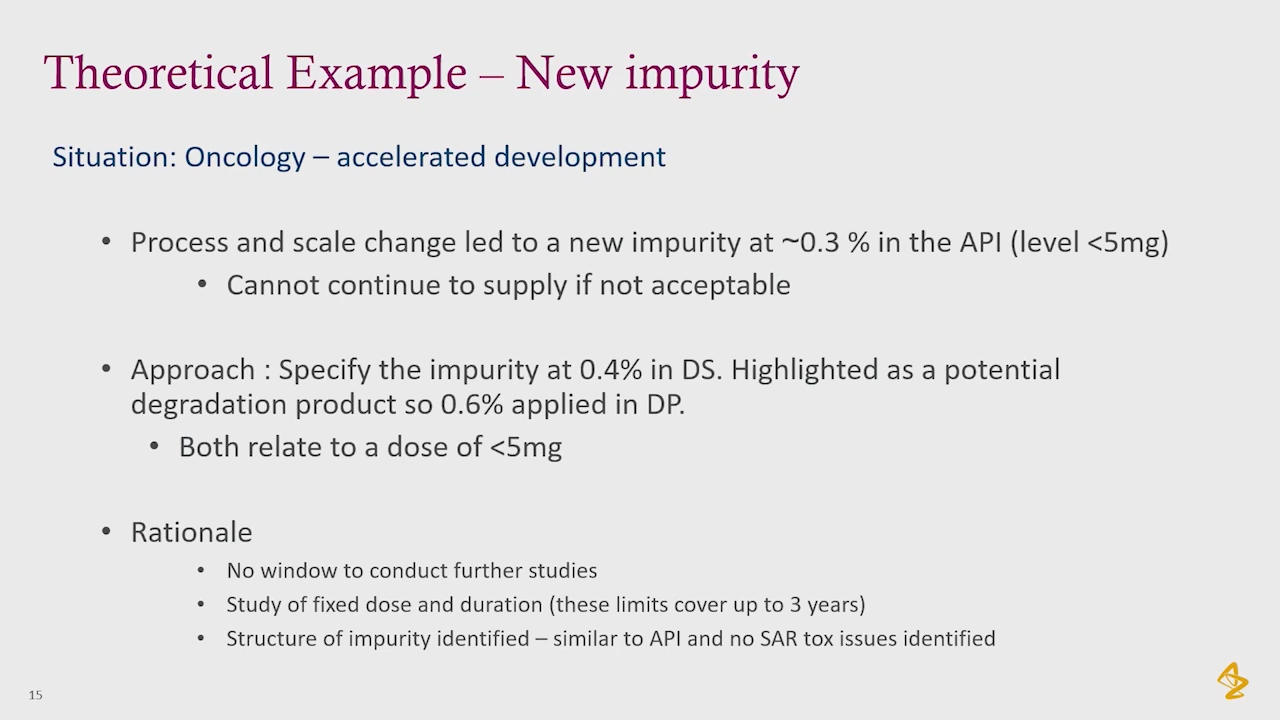 Theoretical Example – New impurity
Situation: Oncology – accelerated development
• Process and scale change led to a new impurity at ~0.3 % in the API (level <5mg)
• Cannot continue to supply if not acceptable
• Approach : Specify the impurity at 0.4% in DS. Highlighted as a potential
degradation product so 0.6% applied in DP.
• Both relate to a dose of <5mg
• Rationale
• No window to conduct further studies
• Study of fixed dose and duration (these limits cover up to 3 years)
• Structure of impurity identified – similar to API and no SAR tox issues identified
15